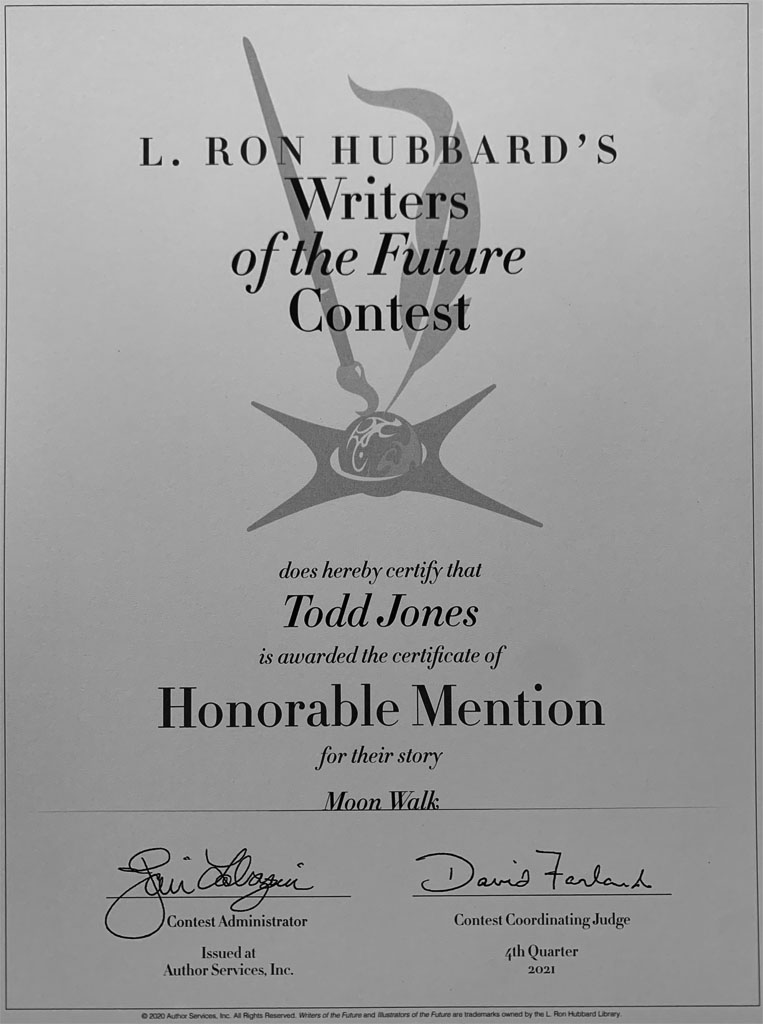 L. RON HUBBARD'S
Writers
of the Future
Contest
does hereby certify that
Todd Jones
is awarded the certificate of
Honorable Mention
for their story
Moon Walk
David Farland
Contest Administrator
Contest Coordinating Judge
Issued at
Author Services, Inc.
4th Quarter
2021
© 2020 Author Services, Inc. All Rights Reserved. Writers of the Future and Illustrators of the Future are trademarks owned by the L. Ron Hubbard Library.